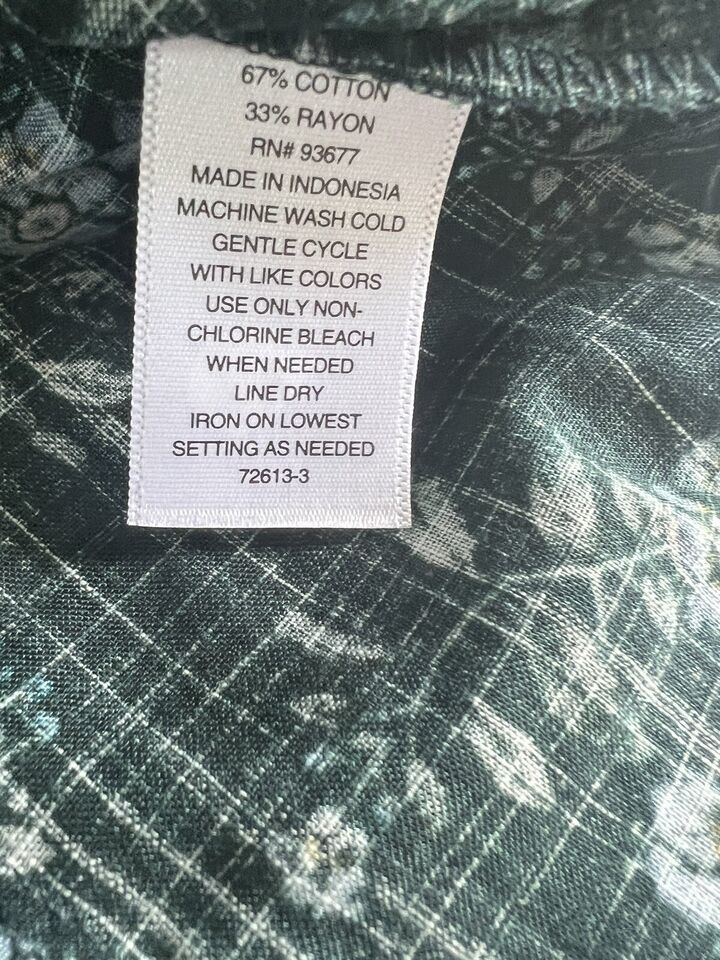 67% COTTON
33% RAYON
RN# 93677
MADE IN INDONESIA
MACHINE WASH COLD
GENTLE CYCLE
WITH LIKE COLORS
USE ONLY NON-
CHLORINE BLEACH
WHEN NEEDED
LINE DRY
IRON ON LOWEST
SETTING AS NEEDED
72613-3